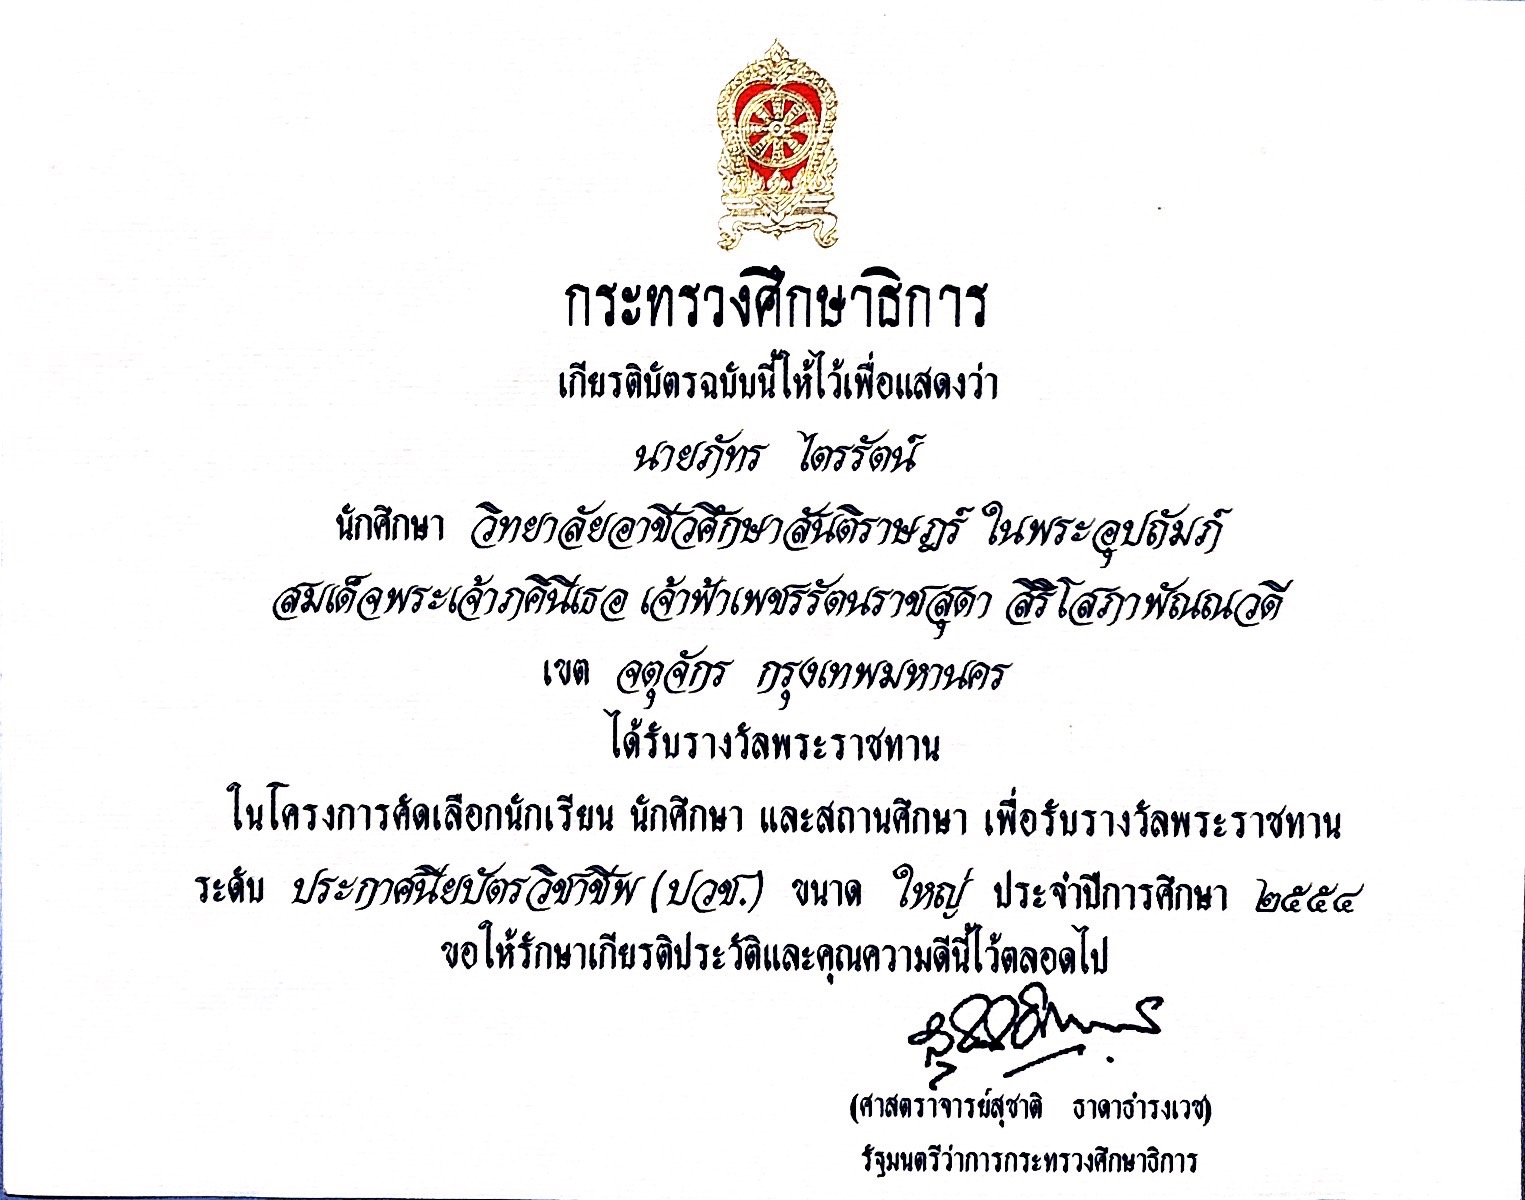 กระทรวงศึกษาธิการ
เกียรติบัตรฉบับนี้ให้ไว้เพื่อแสดงว่า
นายภัทร ไตรรัตน์
นักศึกษา วิทยาลัยอาชีวศึกษาสันติราษฎร์ ในพระอุปถัมภ์
สมเด็จพระเจ้าภคินีเธอ เจ้าฟ้าเพชรรัตนราชสุดา สิริโสภาพัณณวดี
เขต จตุจักร กรุงเทพมหานคร
ได้รับรางวัลพระราชทาน
ในโครงการคัดเลือกนักเรียน นักศึกษา และสถานศึกษา เพื่อรับรางวัลพระราชทาน
ระดับ ประกาศนียบัตรวิชาชีพ (ปวช.) ขนาด ใหญ่ ประจำปีการศึกษา ๒๕๕๔
ขอให้รักษาเกียรติประวัติและคุณความดีนี้ไว้ตลอดไป
(ศาสตราจารย์สุชาติ ธาดาธำรงเวช)
รัฐมนตรีว่าการกระทรวงศึกษาธิการ